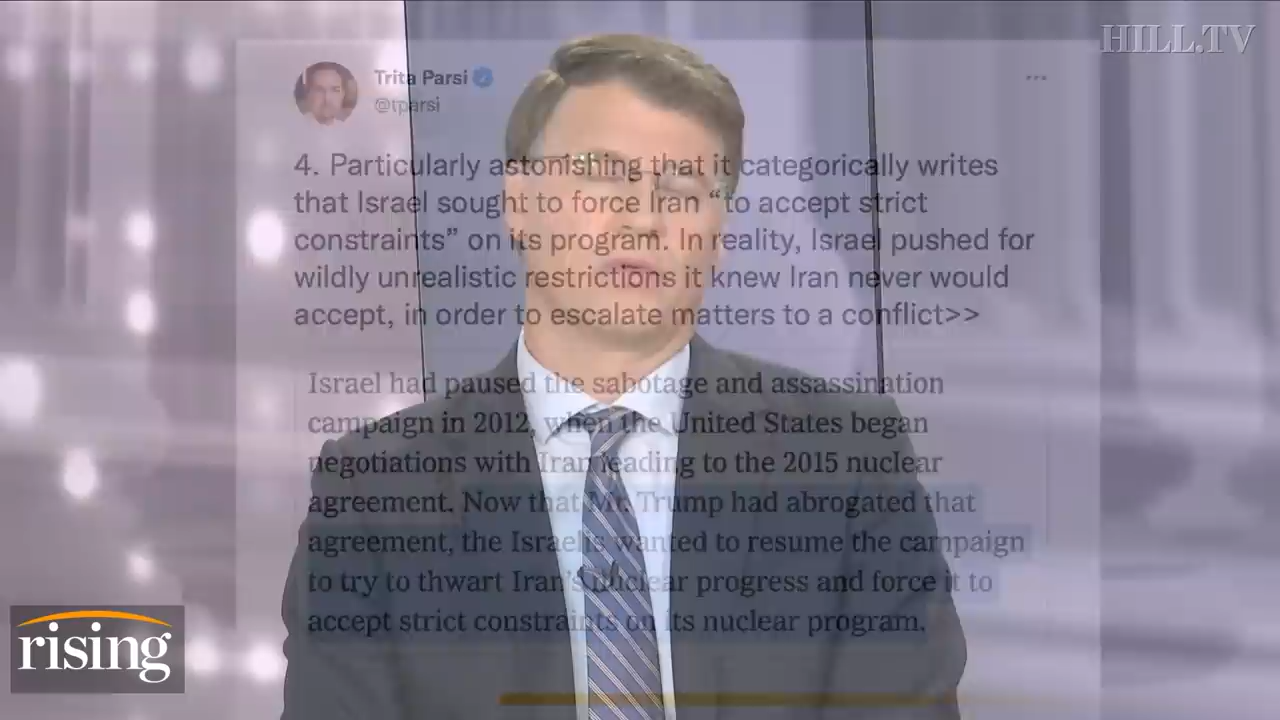 HILL.TV
Trita Parsi
@tparsi
4. Particularly astonishing that it categorically writes
that Israel sought to force Iran “to accept strict
constraints” on its program. In reality, Israel pushed for
wildly unrealistic restrictions it knew Iran never would
accept, in order to escalate matters to a conflict>>
Israel had paused the sabotage and assassination
campaign in 2012, when the United States began
negotiations with Iran leading to the 2015 nuclear
agreement. Now that Mr. Trump had abrogated that
agreement, the Israelis wanted to resume the campaign
to try to thwart Iran’s nuclear progress and force it to
accept strict constraints on its nuclear program.
rising